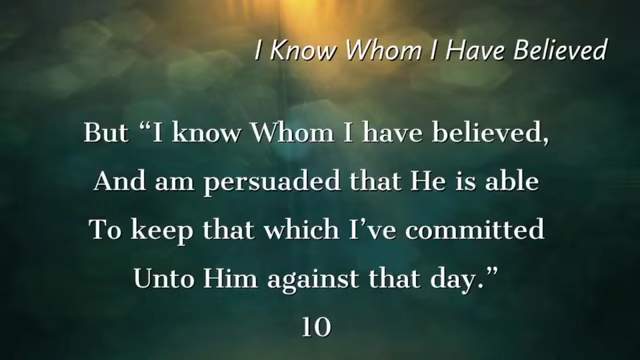 I Know Whom I Have Believed
But “I know Whom I have believed,
And am persuaded that He is able
To keep that which I’ve committed
Unto Him against that day.”
10